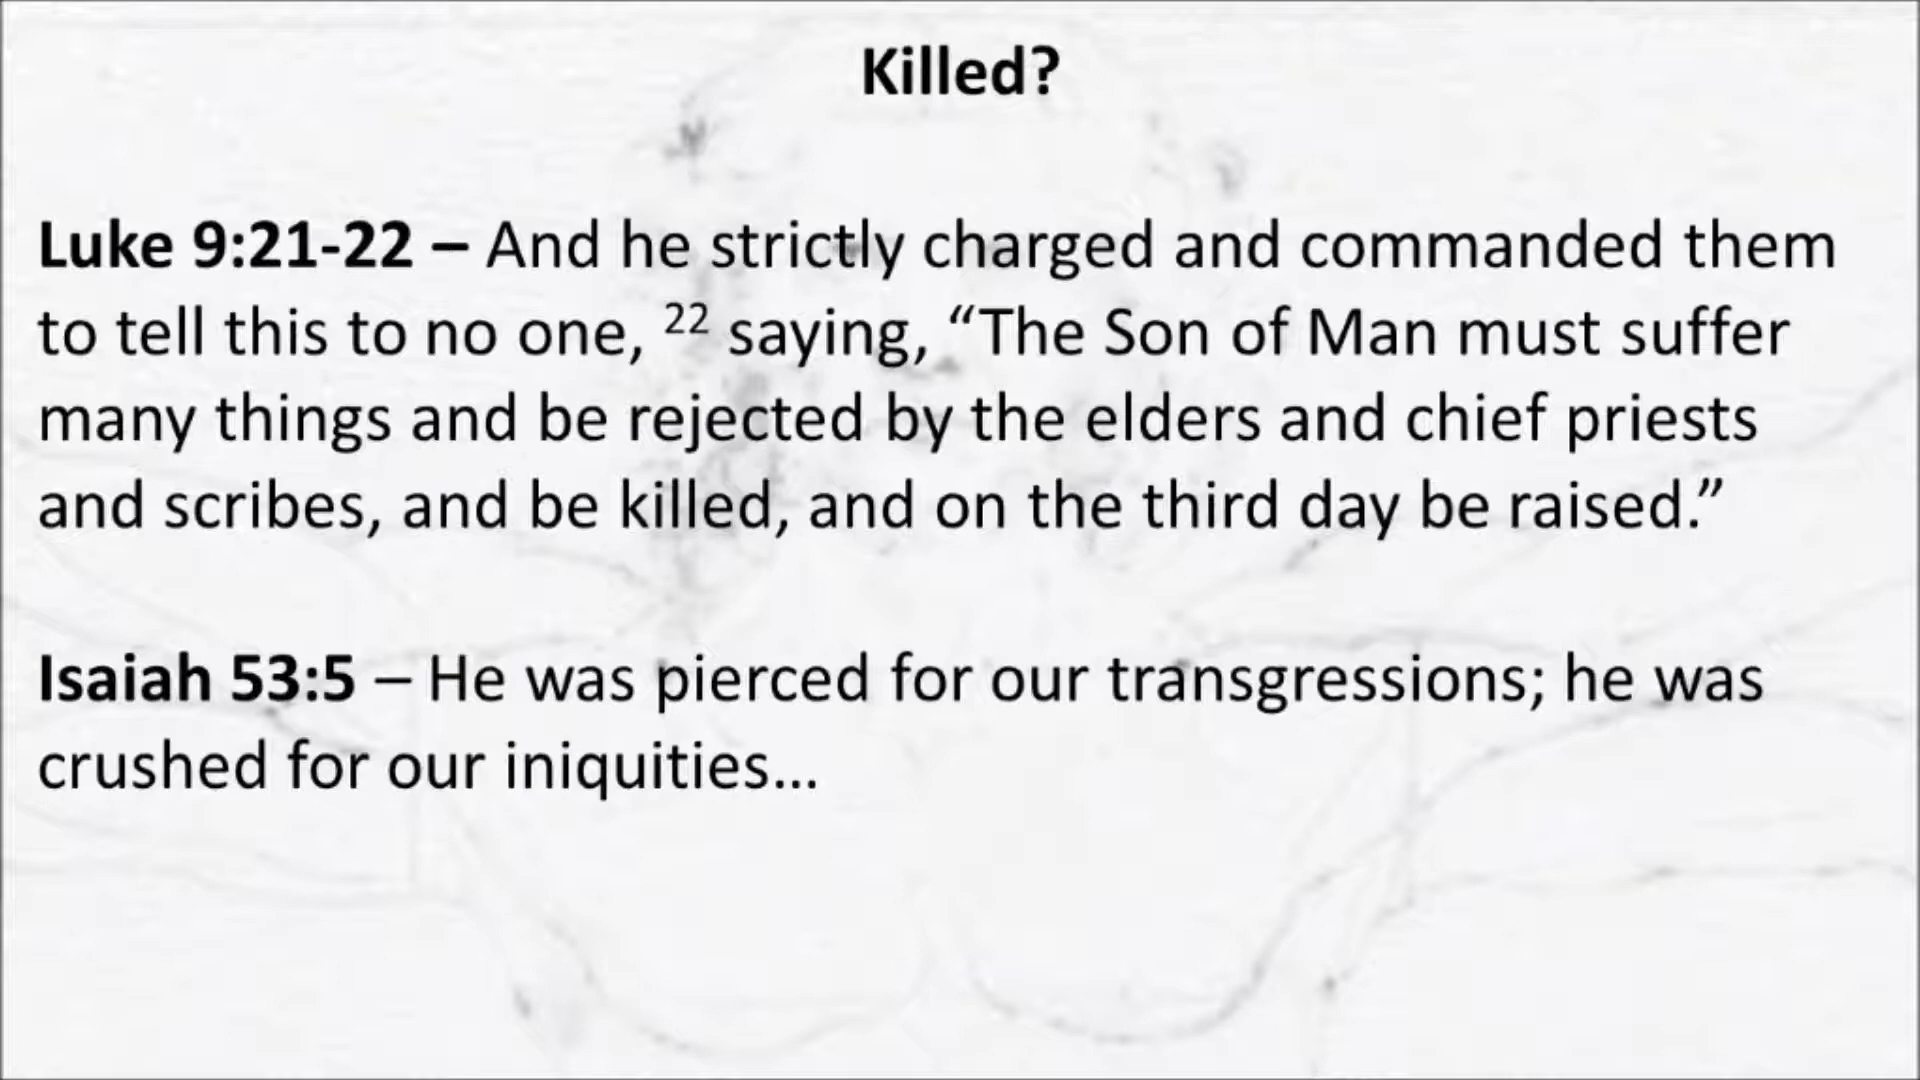 Killed?
Luke 9:21-22 – And he strictly charged and commanded them
to tell this to no one, 22 saying, “The Son of Man must suffer
many things and be rejected by the elders and chief priests
and scribes, and be killed, and on the third day be raised.”
Isaiah 53:5 – He was pierced for our transgressions; he was
crushed for our iniquities...